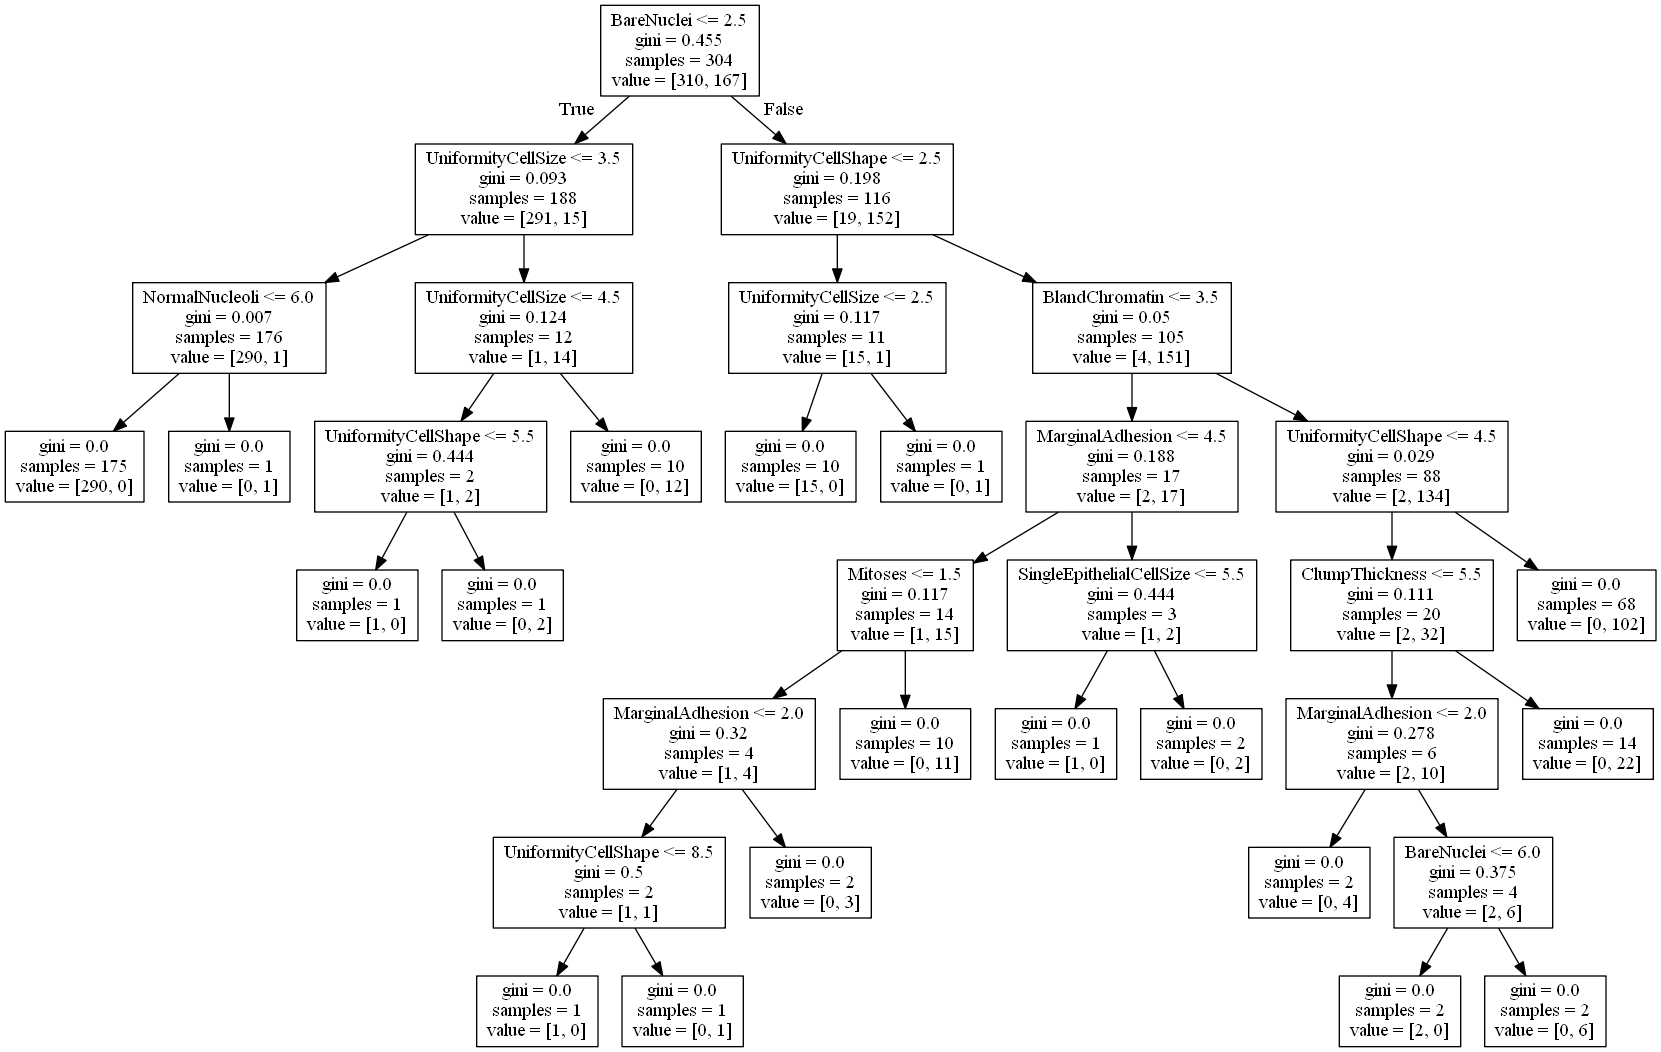 BareNuclei <= 2.5
gini = 0.455
samples = 304
value = [310, 167]
True
False
UniformityCellSize <= 3.5
gini = 0.093
samples = 188
value = [291, 15]
UniformityCellShape <= 2.5
gini = 0.198
samples = 116
value = [19, 152]
NormalNucleoli <= 6.0
gini = 0.007
samples = 176
value = [290, 1]
UniformityCellSize <= 4.5
gini = 0.124
samples = 12
value = [1, 14]
UniformityCellSize <= 2.5
gini = 0.117
samples = 11
value = [15, 1]
BlandChromatin <= 3.5
gini = 0.05
samples = 105
value = [4, 151]
gini = 0.0
samples = 175
value = [290, 0]
gini = 0.0
samples = 1
value = [0, 1]
UniformityCellShape <= 5.5
gini = 0.444
samples = 2
value = [1, 2]
gini = 0.0
samples = 10
value = [0, 12]
gini = 0.0
samples = 10
value = [15, 0]
gini = 0.0
samples = 1
value = [0, 1]
MarginalAdhesion <= 4.5
gini = 0.188
samples = 17
value = [2, 17]
UniformityCellShape <= 4.5
gini = 0.029
samples = 88
value = [2, 134]
gini = 0.0
samples = 1
value = [1, 0]
gini = 0.0
samples = 1
value = [0, 2]
Mitoses <= 1.5
gini = 0.117
samples = 14
value = [1, 15]
SingleEpithelialCellSize <= 5.5
gini = 0.444
samples = 3
value = [1, 2]
ClumpThickness <= 5.5
gini = 0.111
samples = 20
value = [2, 32]
gini = 0.0
samples = 68
value = [0, 102]
MarginalAdhesion <= 2.0
gini = 0.32
samples = 4
value = [1, 4]
gini = 0.0
samples = 10
value = [0, 11]
gini = 0.0
samples = 1
value = [1, 0]
gini = 0.0
samples = 2
value = [0, 2]
MarginalAdhesion <= 2.0
gini = 0.278
samples = 6
value = [2, 10]
gini = 0.0
samples = 14
value = [0, 22]
UniformityCellShape <= 8.5
gini = 0.5
samples = 2
value = [1, 1]
gini = 0.0
samples = 2
value = [0, 3]
gini = 0.0
samples = 2
value = [0, 4]
BareNuclei <= 6.0
gini = 0.375
samples = 4
value = [2, 6]
gini = 0.0
samples = 1
value = [1, 0]
gini = 0.0
samples = 1
value = [0, 1]
gini = 0.0
samples = 2
value = [2, 0]
gini = 0.0
samples = 2
value = [0, 6]